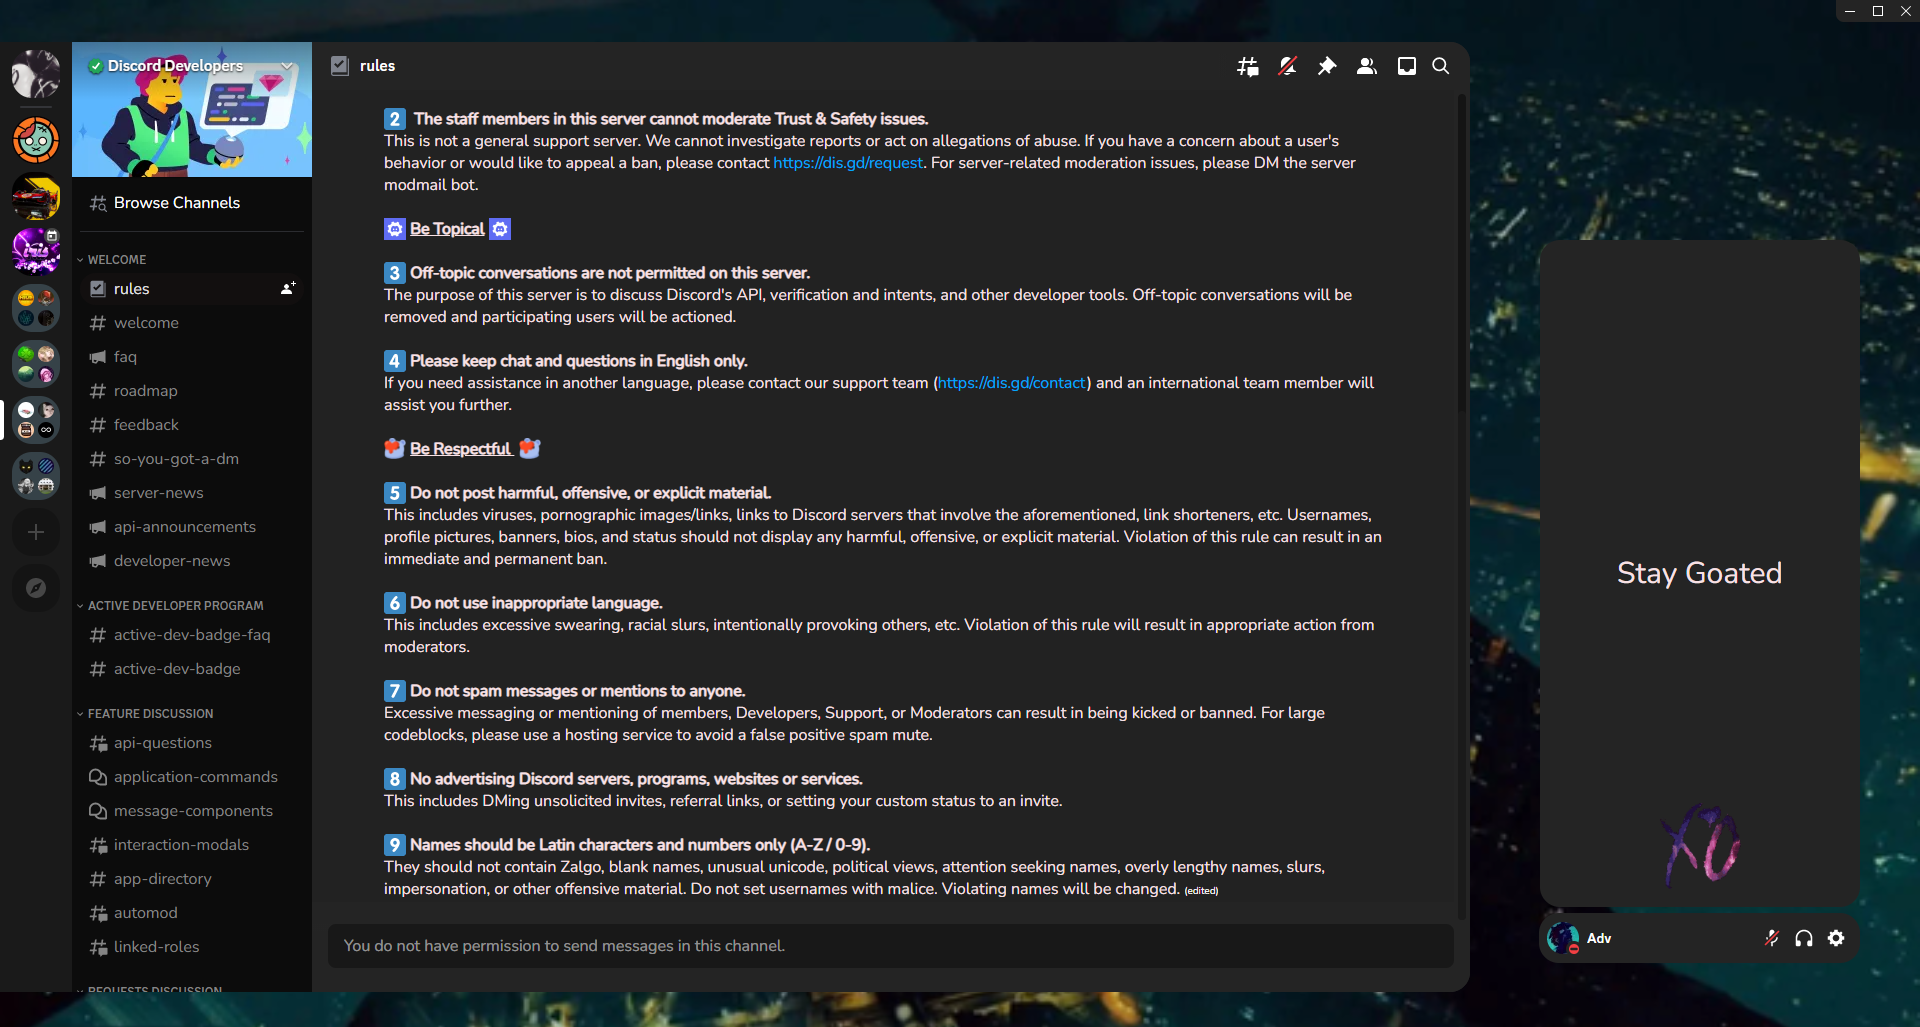 Discord Developers
Browse Channels
WELCOME
rules
welcome
faq
roadmap
feedback
so-you-got-a-dm
server-news
api-announcements
developer-news
ACTIVE DEVELOPER PROGRAM
active-dev-badge-faq
active-dev-badge
FEATURE DISCUSSION
api-questions
application-commands
message-components
interaction-modals
app-directory
automod
linked-roles
REQUESTS DISCUSSION
rules
2 The staff members in this server cannot moderate Trust & Safety issues.
This is not a general support server. We cannot investigate reports or act on allegations of abuse. If you have a concern about a user's
behavior or would like to appeal a ban, please contact https://dis.gd/request. For server-related moderation issues, please DM the server
modmail bot.
Be Topical
3 Off-topic conversations are not permitted on this server.
The purpose of this server is to discuss Discord's API, verification and intents, and other developer tools. Off-topic conversations will be
removed and participating users will be actioned.
4 Please keep chat and questions in English only.
If you need assistance in another language, please contact our support team (https://dis.gd/contact) and an international team member will
assist you further.
Be Respectful
5 Do not post harmful, offensive, or explicit material.
This includes viruses, pornographic images/links, links to Discord servers that involve the aforementioned, link shorteners, etc. Usernames,
profile pictures, banners, bios, and status should not display any harmful, offensive, or explicit material. Violation of this rule can result in an
immediate and permanent ban.
6 Do not use inappropriate language.
This includes excessive swearing, racial slurs, intentionally provoking others, etc. Violation of this rule will result in appropriate action from
moderators.
7 Do not spam messages or mentions to anyone.
Excessive messaging or mentioning of members, Developers, Support, or Moderators can result in being kicked or banned. For large
codeblocks, please use a hosting service to avoid a false positive spam mute.
8 No advertising Discord servers, programs, websites or services.
This includes DMing unsolicited invites, referral links, or setting your custom status to an invite.
9 Names should be Latin characters and numbers only (A-Z / 0-9).
They should not contain Zalgo, blank names, unusual unicode, political views, attention seeking names, overly lengthy names, slurs,
impersonation, or other offensive material. Do not set usernames with malice. Violating names will be changed. (edited)
You do not have permission to send messages in this channel.
Stay Goated
XO
Adv